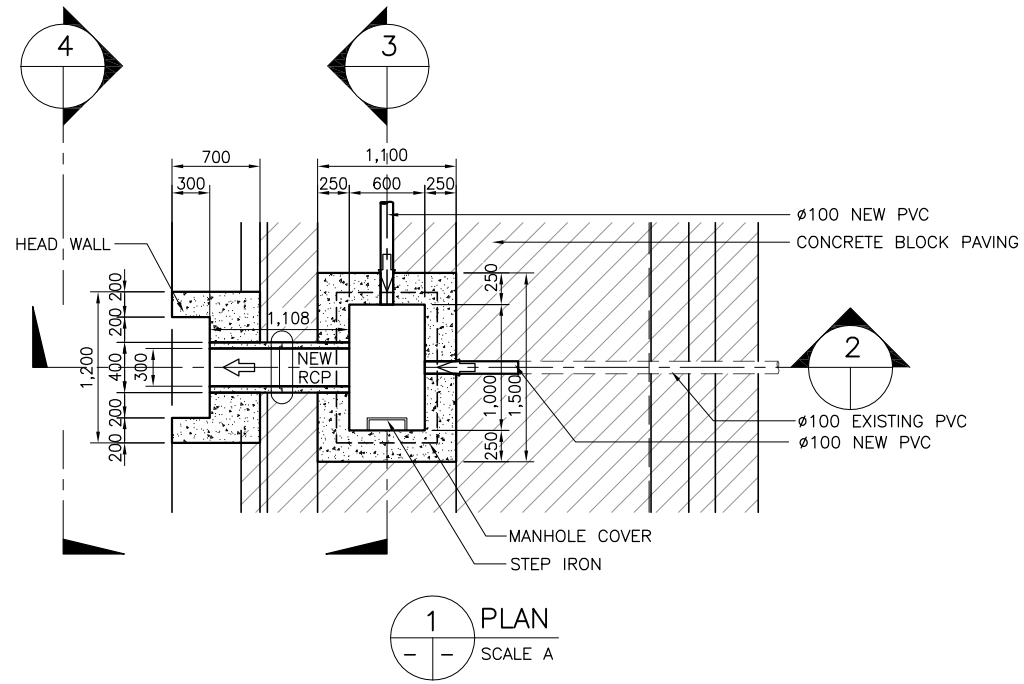 4
3
700
1,100
300
250
600
250
Ø100 NEW PVC
CONCRETE BLOCK PAVING
HEAD WALL
250
200
200
1,108
1,200
400
300
NEW
RCP
2
1,000
1,500
200
200
250
Ø100 EXISTING PVC
Ø100 NEW PVC
MANHOLE COVER
STEP IRON
1
PLAN
– –
SCALE A